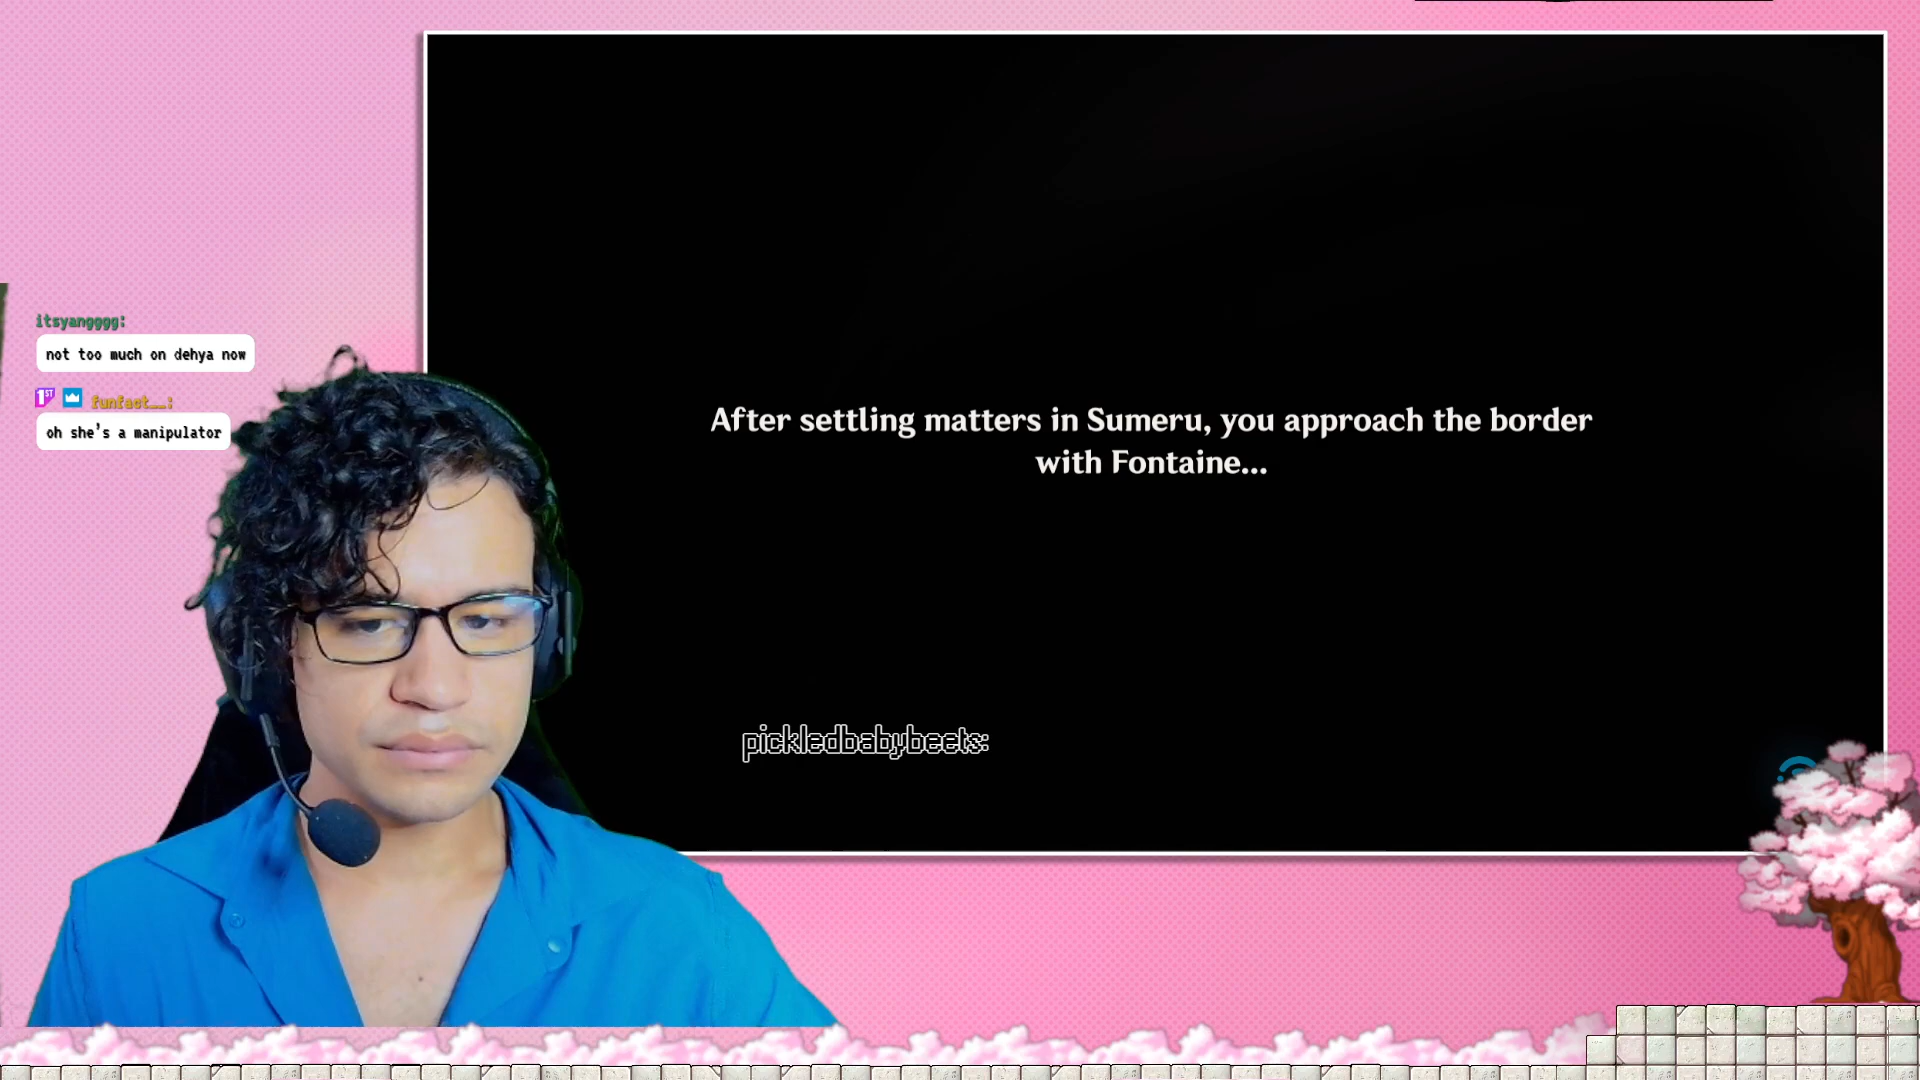 itsyangggg:
not too much on dehya now
1ST
funfact__:
oh she's a manipulator
After settling matters in Sumeru, you approach the border
with Fontaine...
pickledbabybeets: